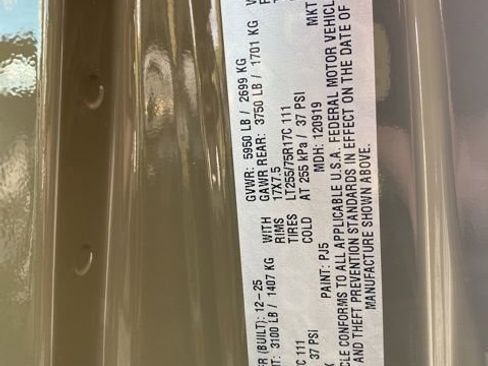 R (BUILT): 12-25 GVWR: 5950 LB / 2699 KG
T: 3100 LB / 1407 KG WITH GAWR REAR: 3750 LB / 1701 KG
RIMS 17X7.5
C 111 TIRES LT255/75R17C 111
37 PSI COLD AT 255 kPa / 37 PSI
MDH: 120919 MKT
PAINT: PJ5
CLE CONFORMS TO ALL APPLICABLE U.S.A. FEDERAL MOTOR VEHICL
AND THEFT PREVENTION STANDARDS IN EFFECT ON THE DATE OF
MANUFACTURE SHOWN ABOVE.